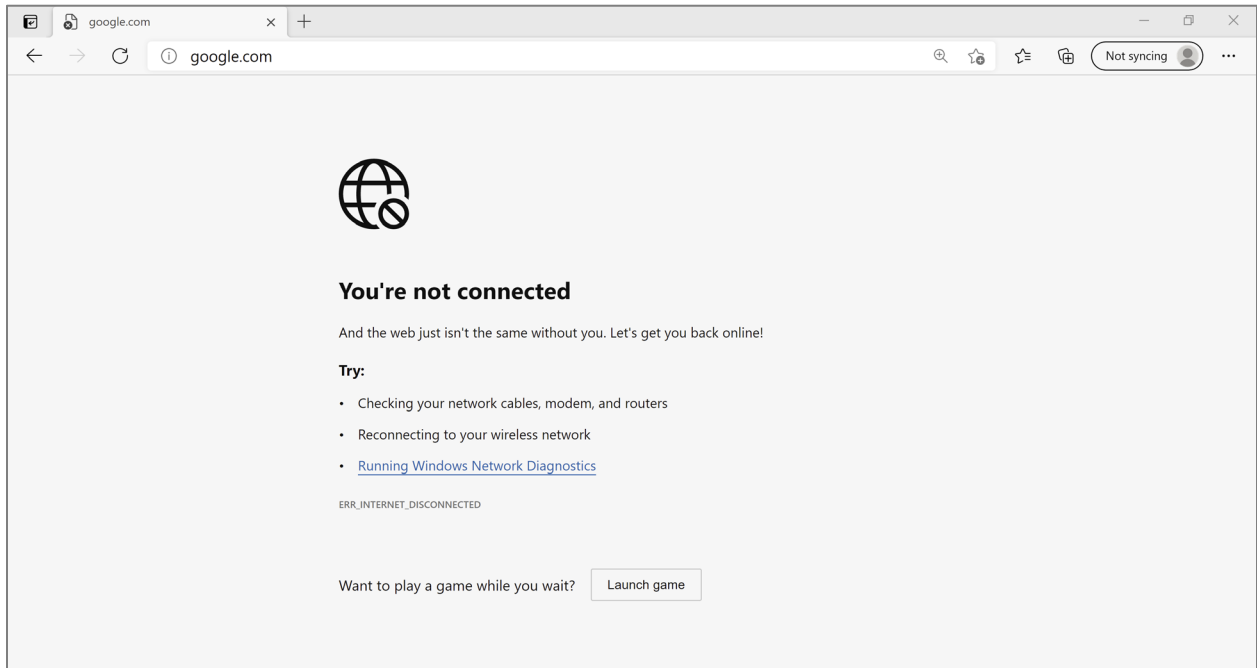 google.com
google.com
Not syncing
You're not connected
And the web just isn't the same without you. Let's get you back online!
Try:
• Checking your network cables, modem, and routers
• Reconnecting to your wireless network
• Running Windows Network Diagnostics
ERR_INTERNET_DISCONNECTED
Want to play a game while you wait? Launch game